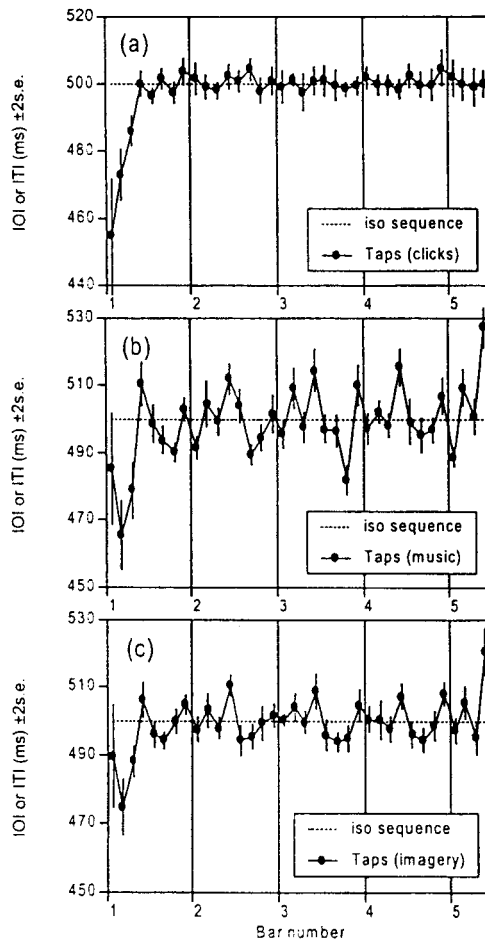 (a)
IOI or ITI (ms) ±2s.e.
520
500
480
460
440
iso sequence
Taps (clicks)
1 2 3 4 5
(b)
IOI or ITI (ms) ±2s.e.
530
510
490
470
450
iso sequence
Taps (music)
1 2 3 4 5
(c)
IOI or ITI (ms) ±2s.e.
530
510
490
470
450
iso sequence
Taps (imagery)
1 2 3 4 5
Bar number